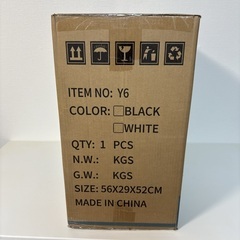 ITEM NO: Y6
COLOR: BLACK
WHITE
QTY: 1 PCS
N.W.: KGS
G.W.: KGS
SIZE: 56X29X52CM
MADE IN CHINA